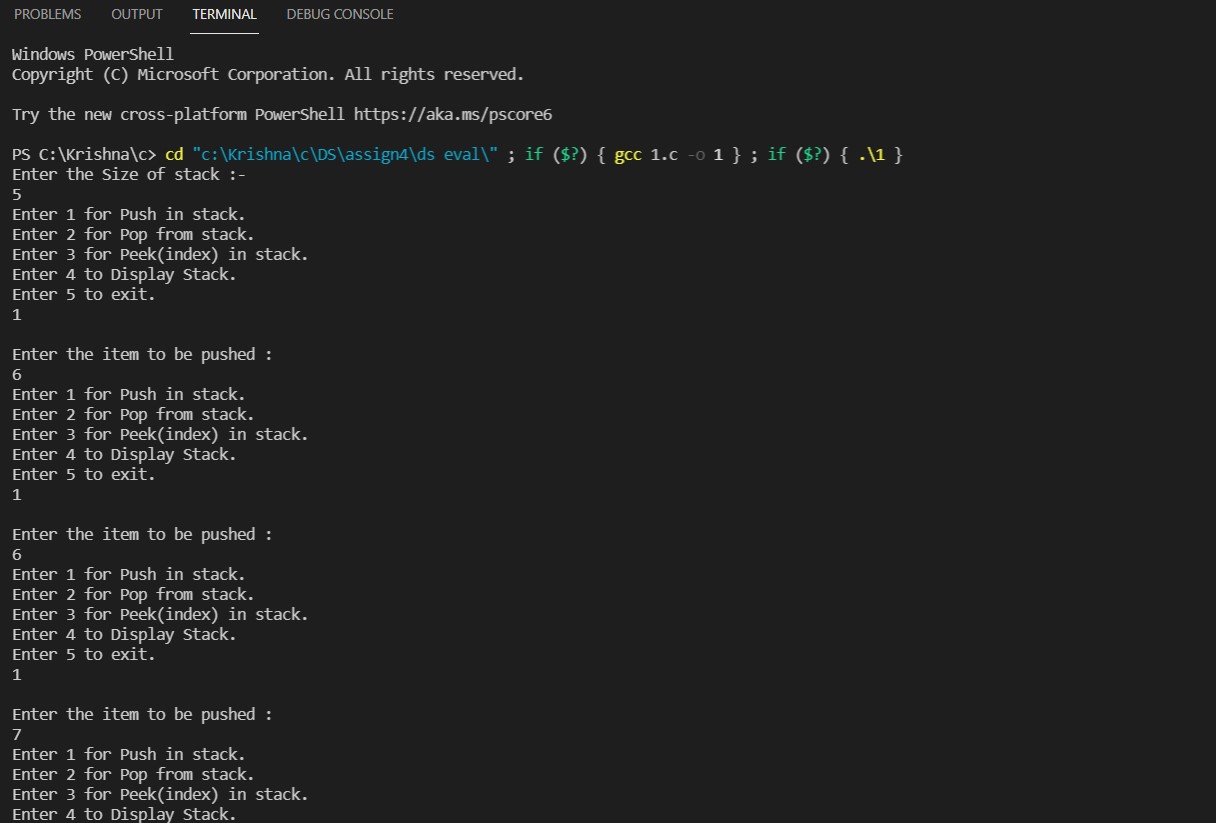 PROBLEMS OUTPUT TERMINAL DEBUG CONSOLE
Windows PowerShell
Copyright (C) Microsoft Corporation. All rights reserved.
Try the new cross-platform PowerShell https://aka.ms/pscore6
PS C:\Krishna\c> cd "c:\Krishna\c\DS\assign4\ds eval\" ; if ($?) { gcc 1.c -o 1 } ; if ($?) { .\1 }
Enter the Size of stack :-
5
Enter 1 for Push in stack.
Enter 2 for Pop from stack.
Enter 3 for Peek(index) in stack.
Enter 4 to Display Stack.
Enter 5 to exit.
1
Enter the item to be pushed :
6
Enter 1 for Push in stack.
Enter 2 for Pop from stack.
Enter 3 for Peek(index) in stack.
Enter 4 to Display Stack.
Enter 5 to exit.
1
Enter the item to be pushed :
6
Enter 1 for Push in stack.
Enter 2 for Pop from stack.
Enter 3 for Peek(index) in stack.
Enter 4 to Display Stack.
Enter 5 to exit.
1
Enter the item to be pushed :
7
Enter 1 for Push in stack.
Enter 2 for Pop from stack.
Enter 3 for Peek(index) in stack.
Enter 4 to Display Stack.